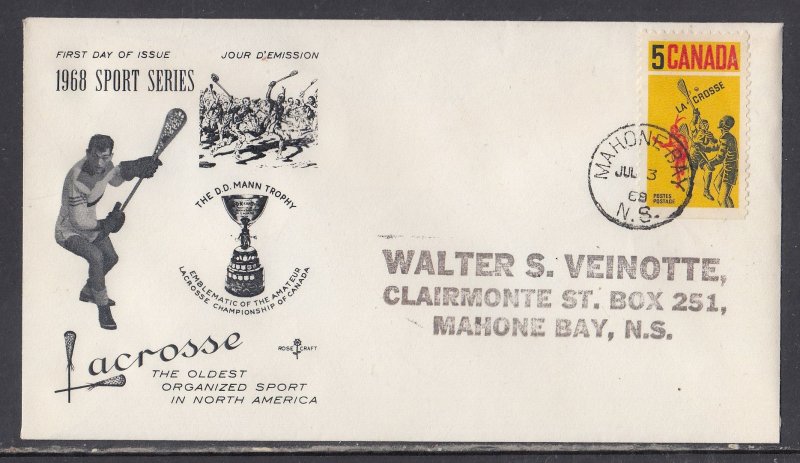 FIRST DAY OF ISSUE JOUR D'EMISSION
1968 SPORT SERIES
THE D.D. MANN TROPHY
EMBLEMATIC OF THE AMATEUR
LACROSSE CHAMPIONSHIP OF CANADA
Lacrosse
ROSE CRAFT
THE OLDEST
ORGANIZED SPORT
IN NORTH AMERICA
5 CANADA
LA CROSSE
POSTES
POSTAGE
MAHONE BAY
JUL 3
68
N.S.
WALTER S. VEINOTTE,
CLAIRMONTE ST. BOX 251,
MAHONE BAY, N.S.